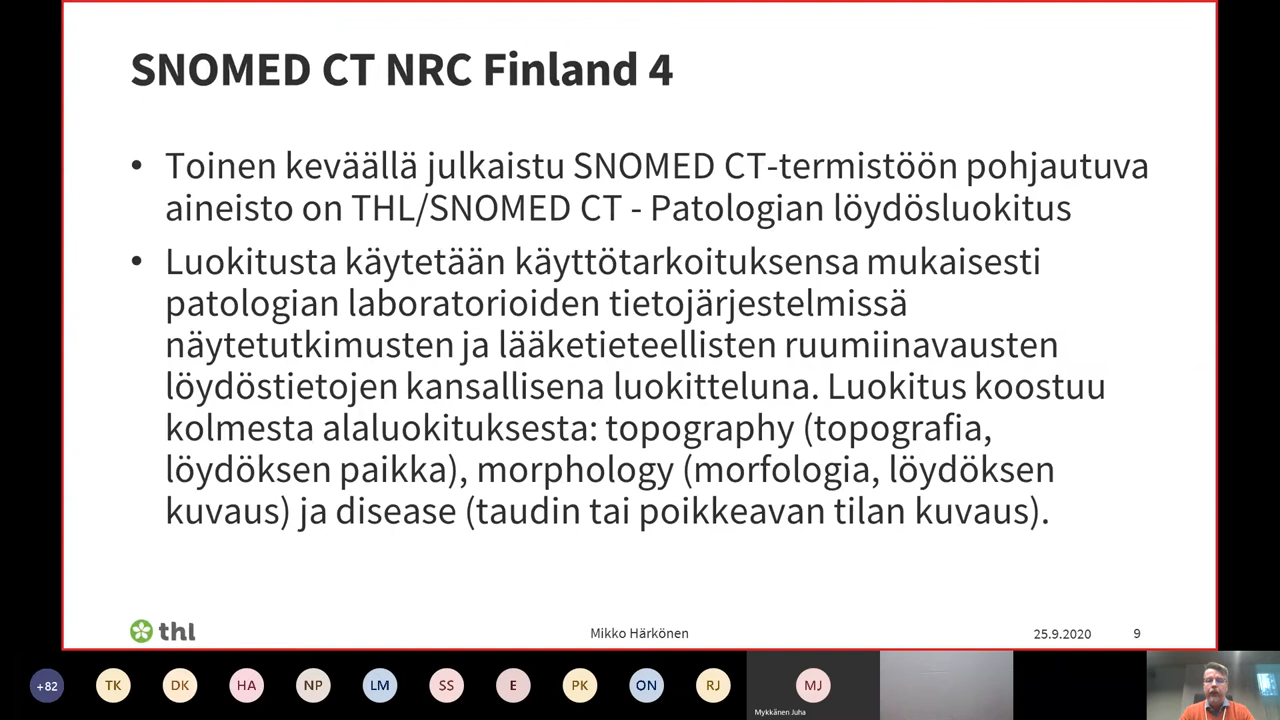 SNOMED CT NRC Finland 4
• Toinen keväällä julkaistu SNOMED CT-termistöön pohjautuva
aineisto on THL/SNOMED CT - Patologian löydösluokitus
• Luokitusta käytetään käyttötarkoituksensa mukaisesti
patologian laboratorioiden tietojärjestelmissä
näytetutkimusten ja lääketieteellisten ruumiinavausten
löydöstietojen kansallisena luokitteluna. Luokitus koostuu
kolmesta alaluokituksesta: topography (topografia,
löydöksen paikka), morphology (morfologia, löydöksen
kuvaus) ja disease (taudin tai poikkeavan tilan kuvaus).
thl Mikko Härkönen 25.9.2020 9
+82 TK DK HA NP LM SS E PK ON RJ MJ
Mykkänen Juha